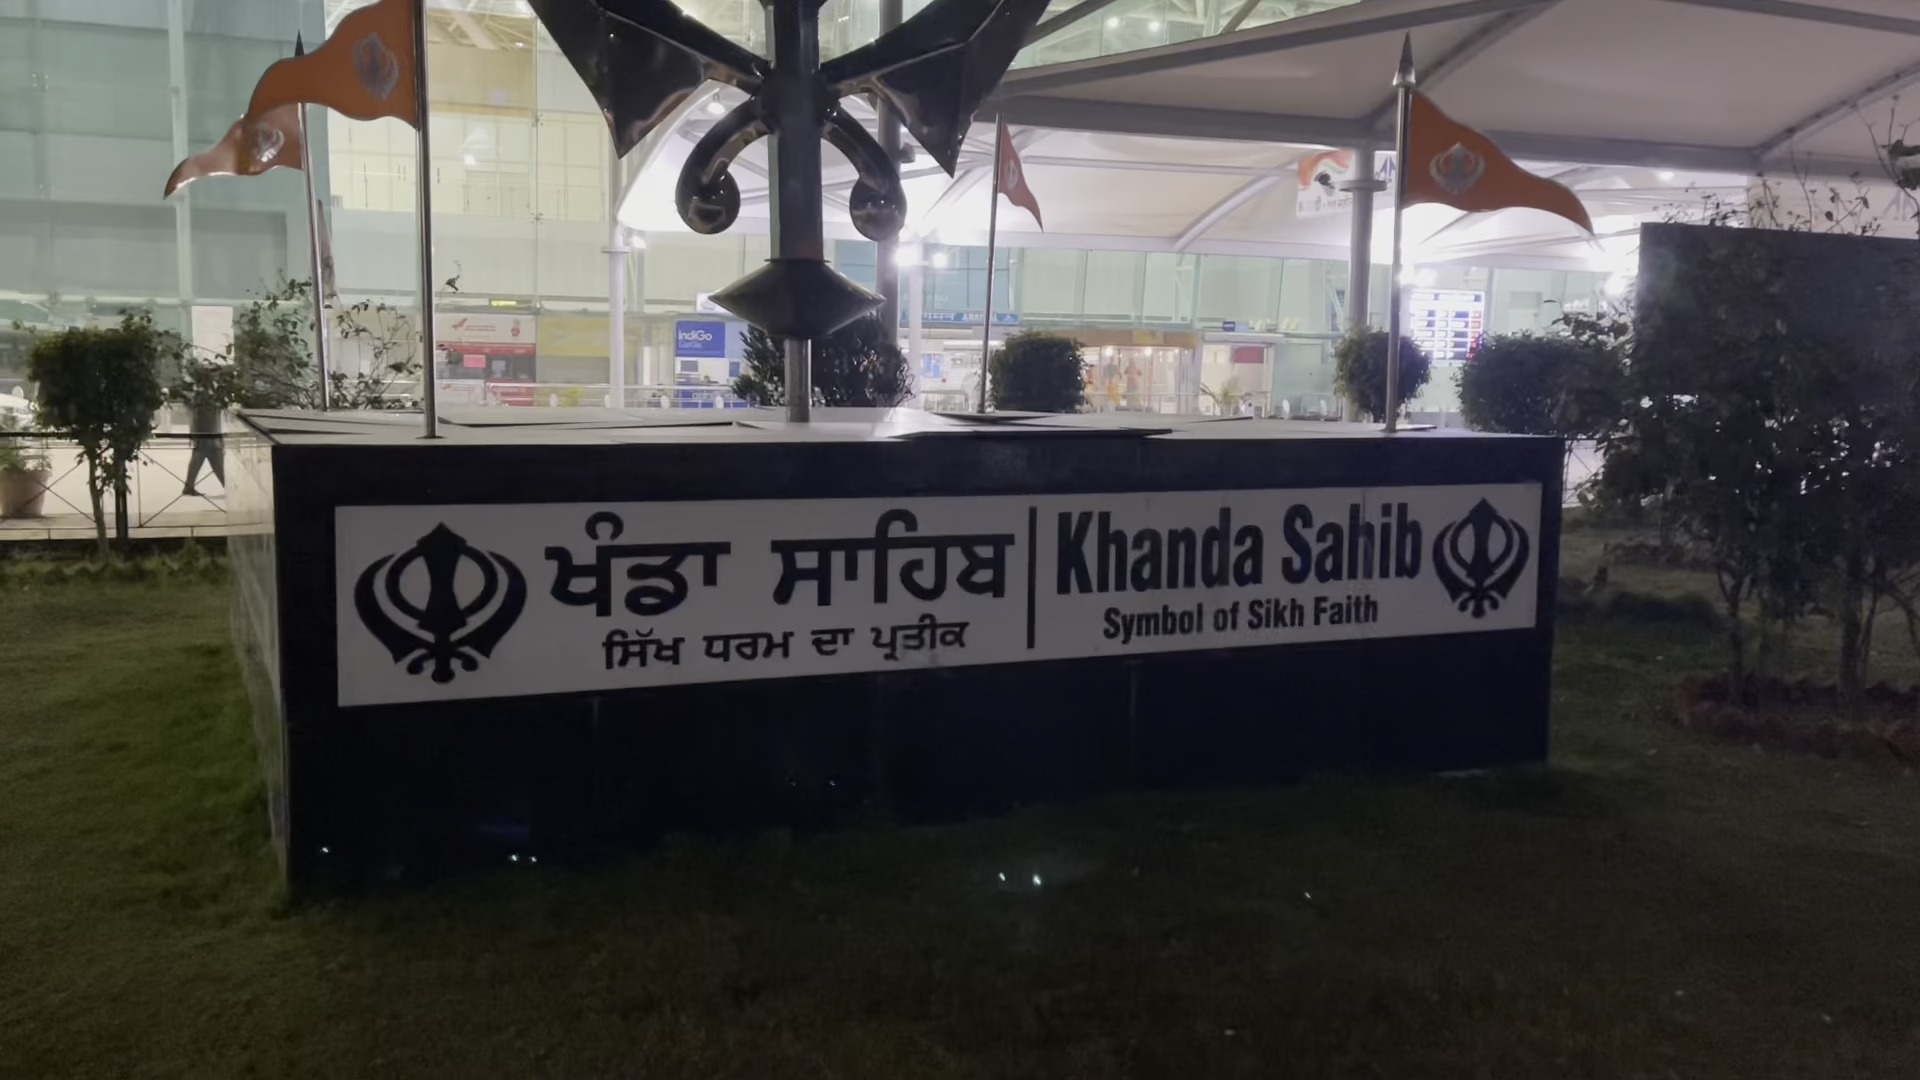 ਖੰਡਾ ਸਾਹਿਬ
ਸਿੱਖ ਧਰਮ ਦਾ ਪ੍ਰਤੀਕ
Khanda Sahib
Symbol of Sikh Faith
IndiGo